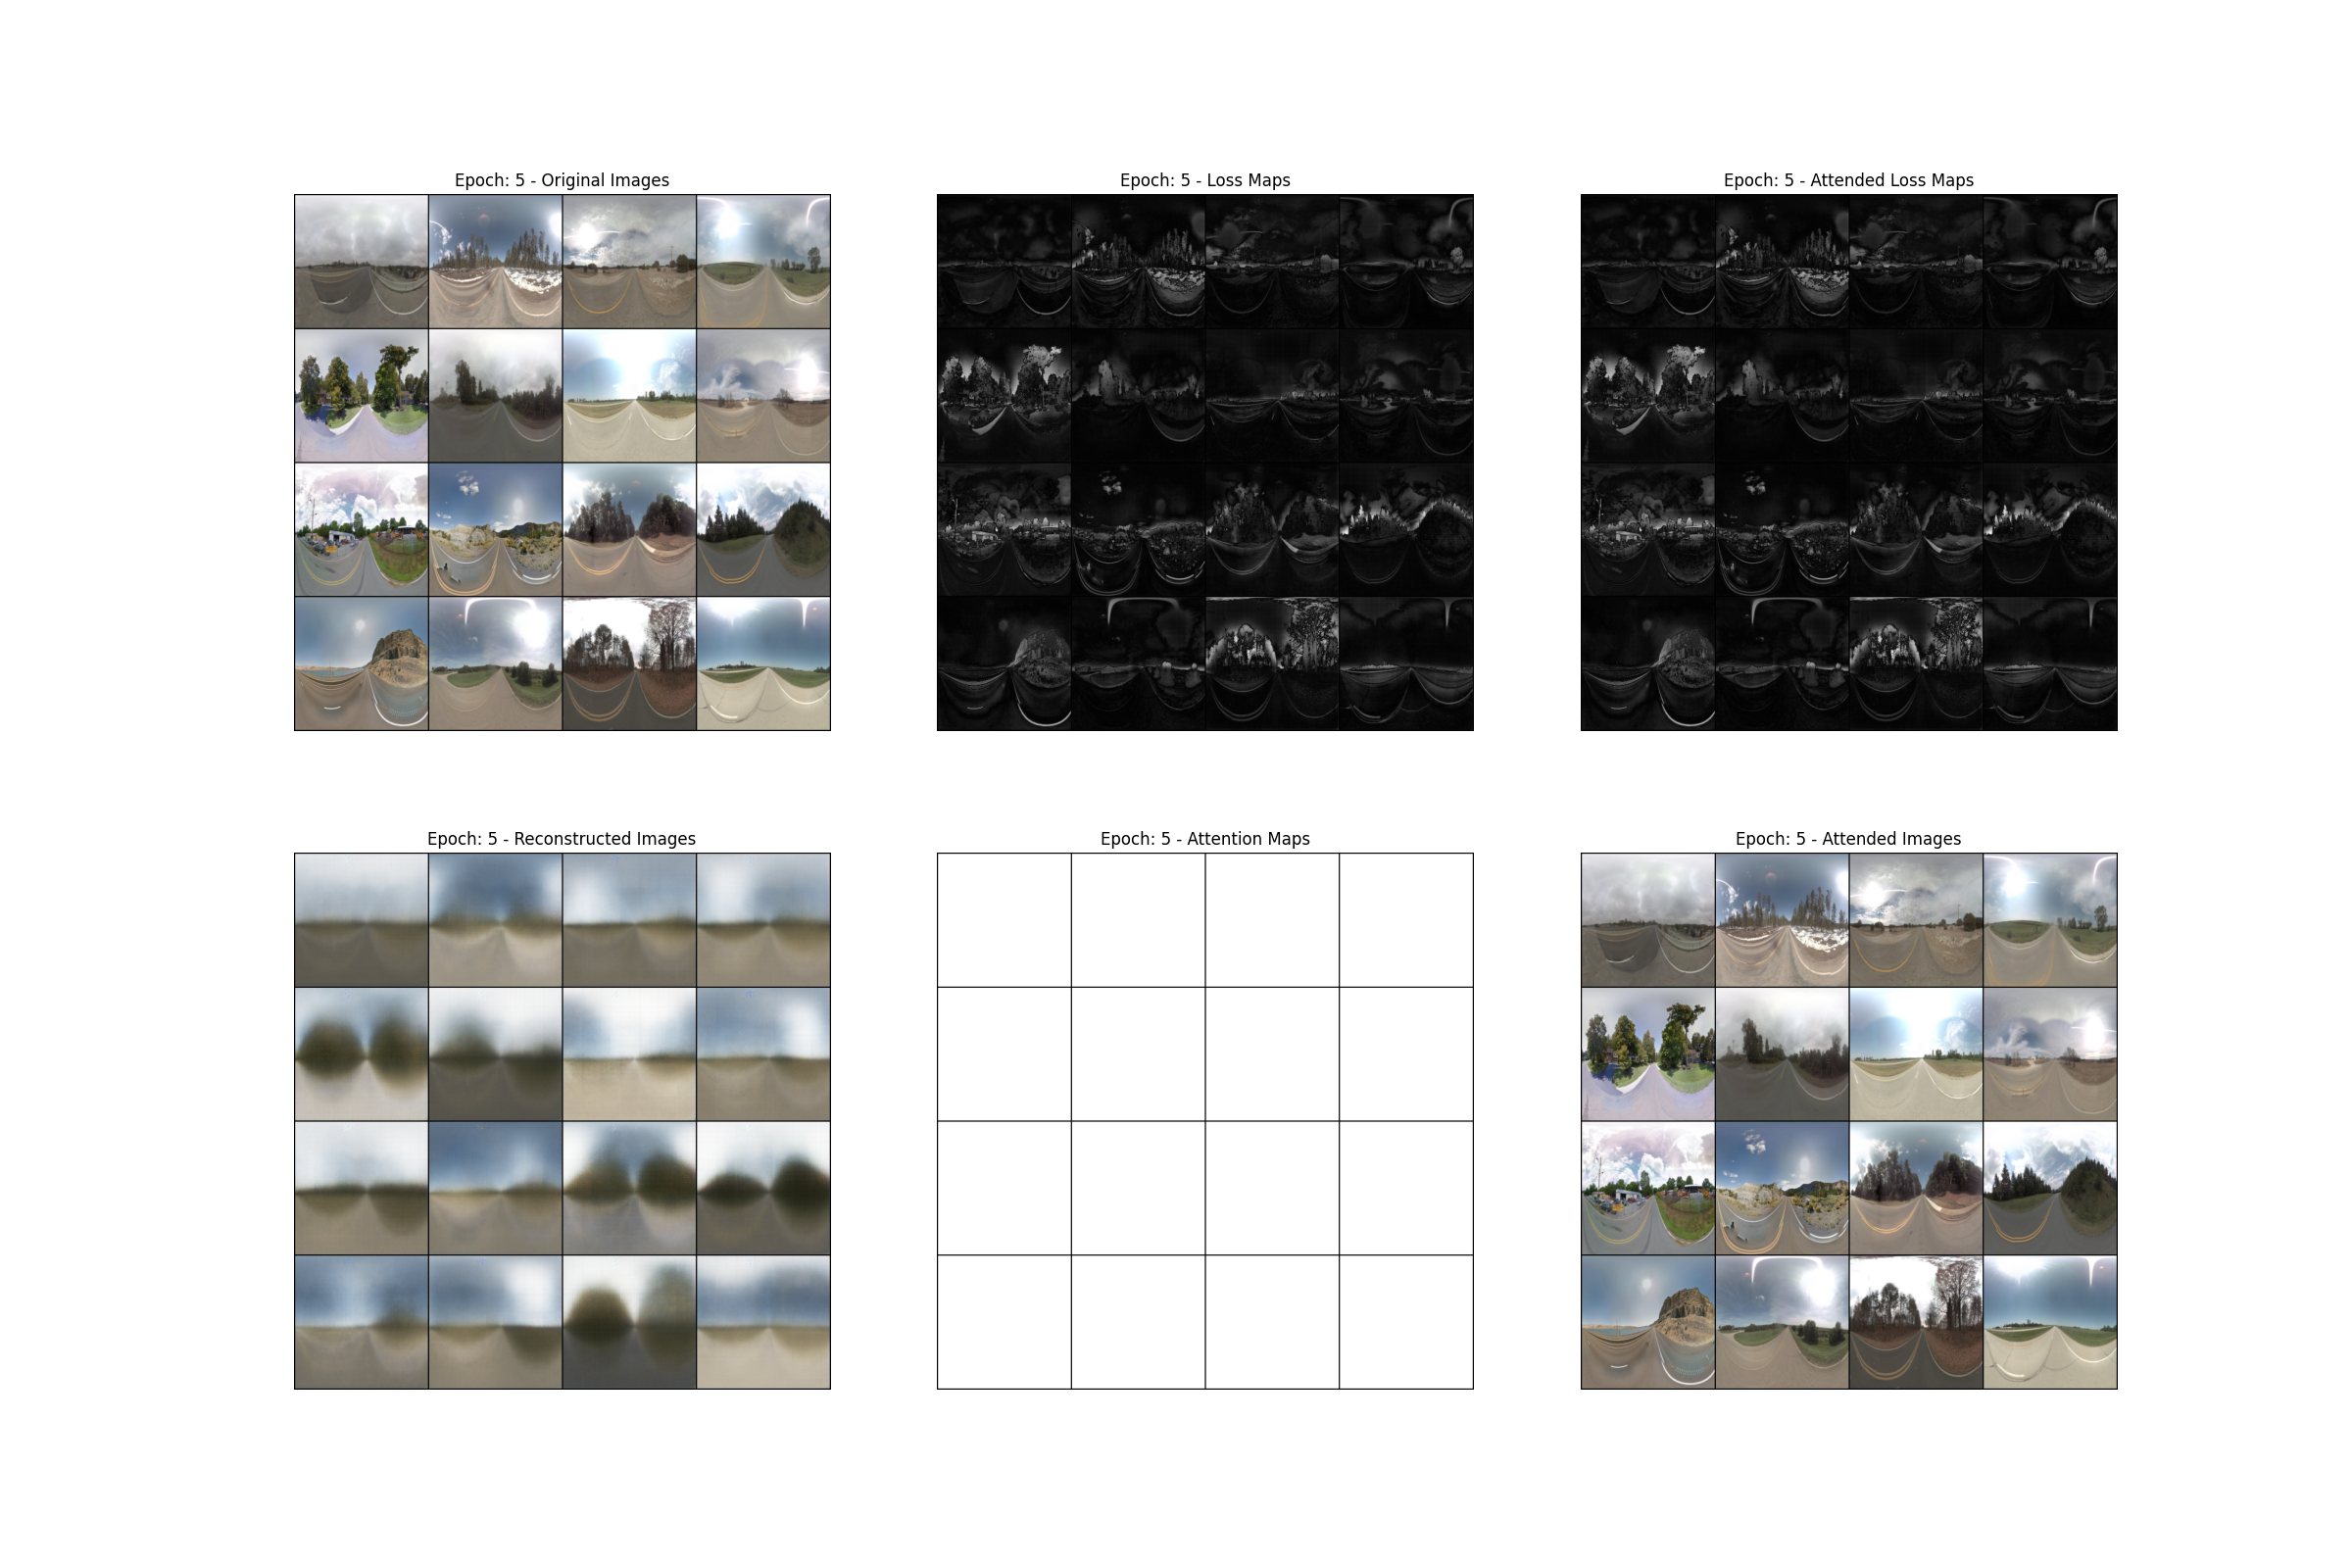 Epoch: 5 - Original Images
Epoch: 5 - Loss Maps
Epoch: 5 - Attended Loss Maps
Epoch: 5 - Reconstructed Images
Epoch: 5 - Attention Maps
Epoch: 5 - Attended Images